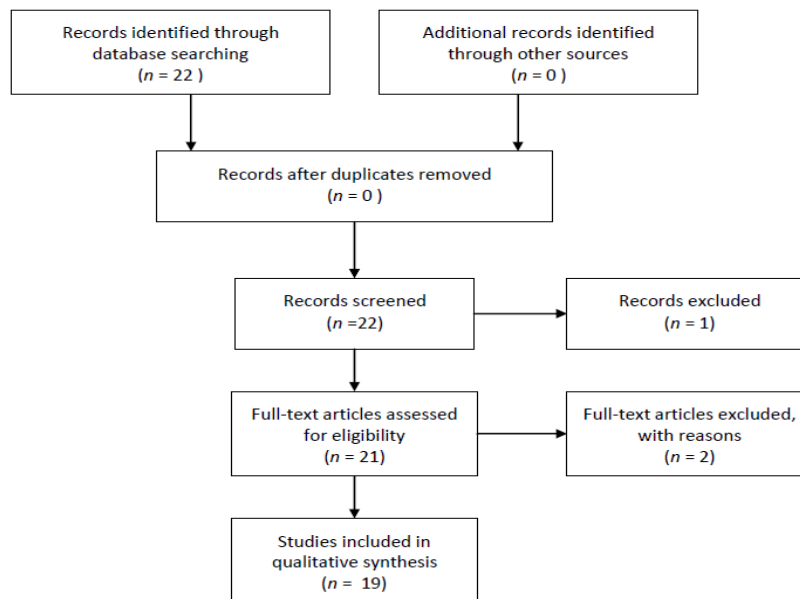 Records identified through
database searching
(n = 22 )
Additional records identified
through other sources
(n = 0 )
Records after duplicates removed
(n = 0 )
Records screened
(n =22)
Records excluded
(n = 1)
Full-text articles assessed
for eligibility
(n = 21)
Full-text articles excluded,
with reasons
(n = 2)
Studies included in
qualitative synthesis
(n =  19)